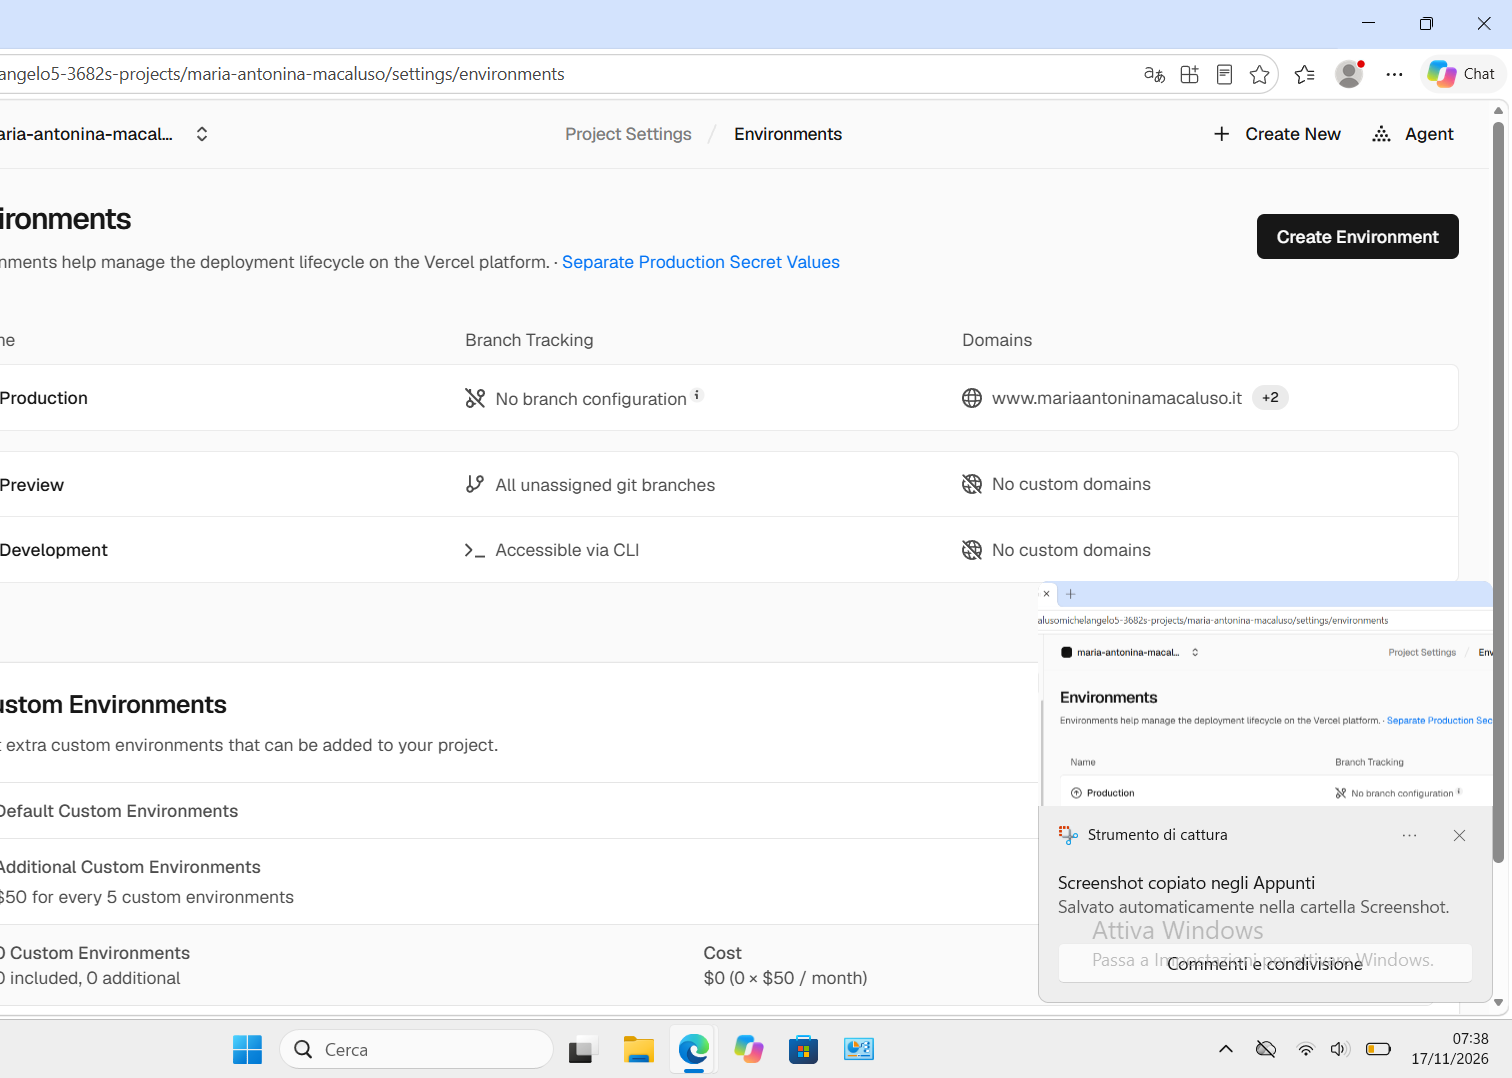 angelo5-3682s-projects/maria-antonina-macaluso/settings/environments
Chat
aria-antonina-macal...
Project Settings / Environments
Create New
Agent
ironments
Create Environment
nments help manage the deployment lifecycle on the Vercel platform. · Separate Production Secret Values
ne
Branch Tracking
Domains
Production
No branch configuration
www.mariaantoninamacaluso.it
+2
Preview
All unassigned git branches
No custom domains
Development
Accessible via CLI
No custom domains
ustom Environments
t extra custom environments that can be added to your project.
Default Custom Environments
Additional Custom Environments
$50 for every 5 custom environments
0 Custom Environments
0 included, 0 additional
Cost
$0 (0 × $50 / month)
alusomichelangelo5-3682s-projects/maria-antonina-macaluso/settings/environments
maria-antonina-macal...
Project Settings / Env
Environments
Environments help manage the deployment lifecycle on the Vercel platform. · Separate Production Sec
Name
Branch Tracking
Production
No branch configuration
Strumento di cattura
Screenshot copiato negli Appunti
Salvato automaticamente nella cartella Screenshot.
Attiva Windows
Passa a Impostazioni per attivare Windows.
Commenti e condivisione
Cerca
07:38
17/11/2026